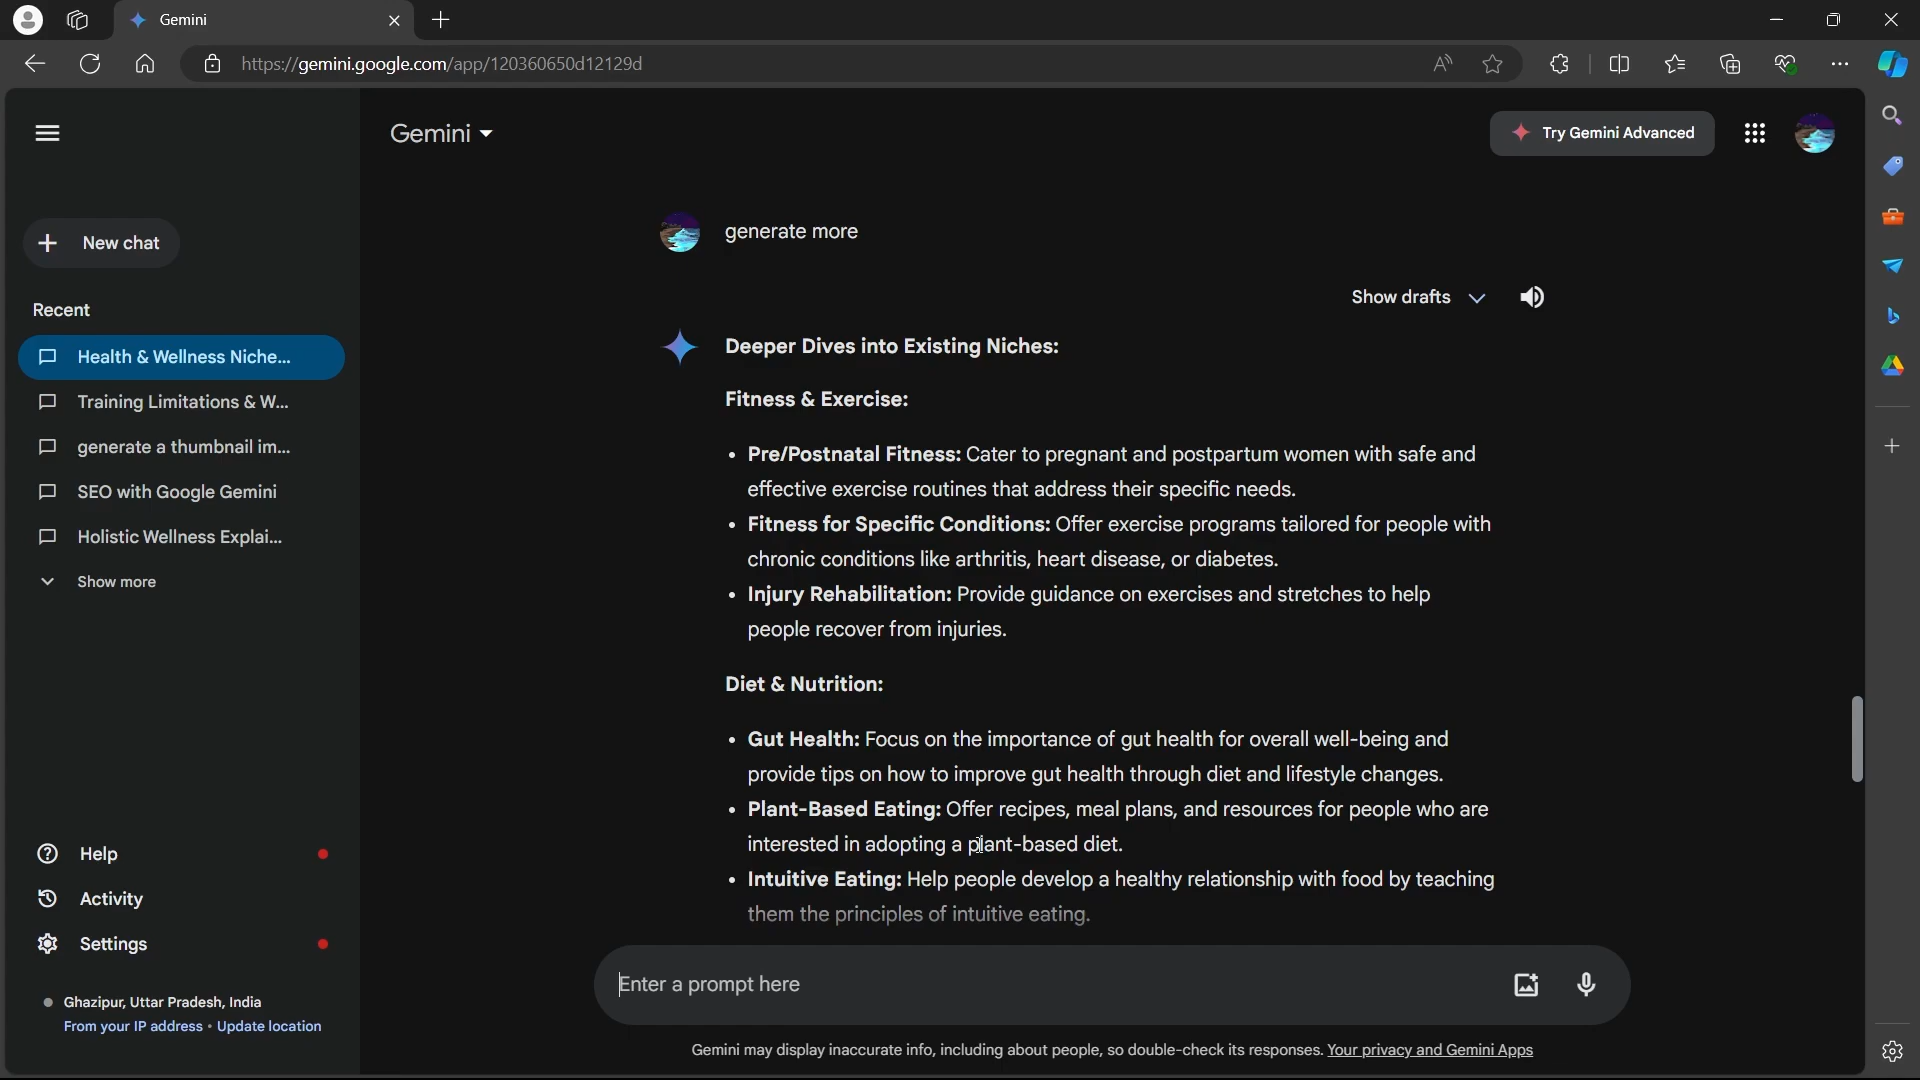 Gemini
https://gemini.google.com/app/120360650d12129d
Gemini
Try Gemini Advanced
New chat
Recent
Health & Wellness Niche...
Training Limitations & W...
generate a thumbnail im...
SEO with Google Gemini
Holistic Wellness Explai...
Show more
Help
Activity
Settings
Ghazipur, Uttar Pradesh, India
From your IP address • Update location
generate more
Show drafts
Deeper Dives into Existing Niches:
Fitness & Exercise:
• Pre/Postnatal Fitness: Cater to pregnant and postpartum women with safe and
effective exercise routines that address their specific needs.
• Fitness for Specific Conditions: Offer exercise programs tailored for people with
chronic conditions like arthritis, heart disease, or diabetes.
• Injury Rehabilitation: Provide guidance on exercises and stretches to help
people recover from injuries.
Diet & Nutrition:
• Gut Health: Focus on the importance of gut health for overall well-being and
provide tips on how to improve gut health through diet and lifestyle changes.
• Plant-Based Eating: Offer recipes, meal plans, and resources for people who are
interested in adopting a plant-based diet.
• Intuitive Eating: Help people develop a healthy relationship with food by teaching
them the principles of intuitive eating.
Enter a prompt here
Gemini may display inaccurate info, including about people, so double-check its responses. Your privacy and Gemini Apps